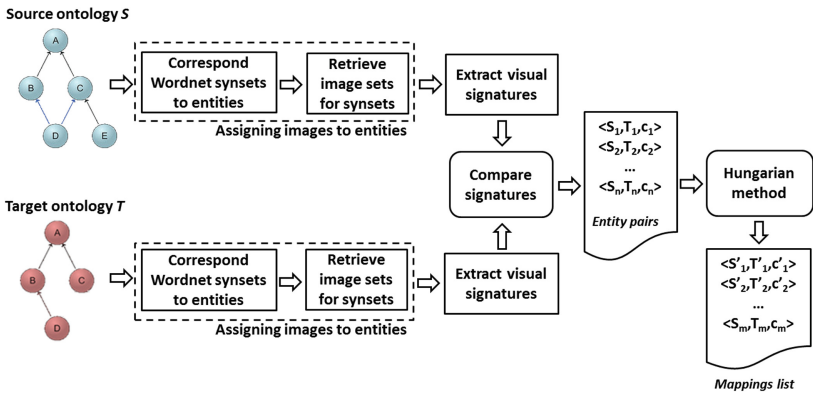 Source ontology S
A
B
C
D
E
Correspond
Wordnet synsets
to entities
Retrieve
image sets
for synsets
Assigning images to entities
Extract visual
signatures
Compare
signatures
<S1,T1,c1>
<S2,T2,c2>
...
<Sn,Tn,cn>
Entity pairs
Hungarian
method
<S'1,T'1,c'1>
<S'2,T'2,c'2>
...
<Sm,Tm,cm>
Mappings list
Target ontology T
A
B
C
D
Correspond
Wordnet synsets
to entities
Retrieve
image sets
for synsets
Assigning images to entities
Extract visual
signatures